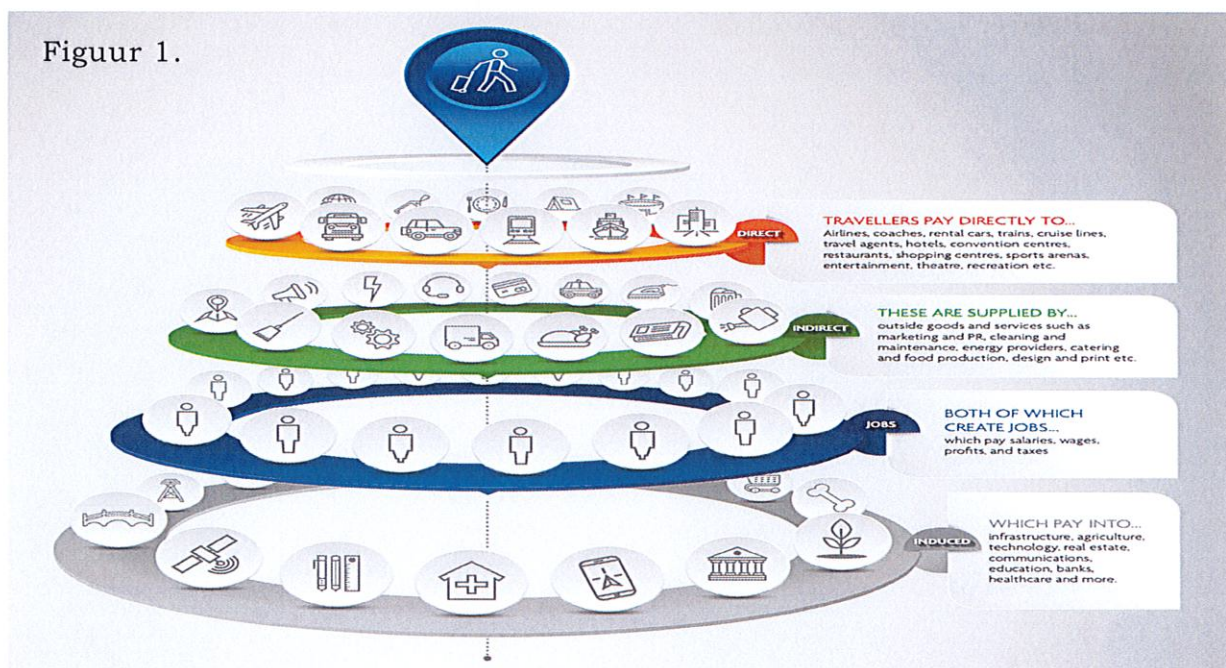 Figuur 1.
DIRECT
TRAVELLERS PAY DIRECTLY TO...
Airlines, coaches, rental cars, trains, cruise lines,
travel agents, hotels, convention centres,
restaurants, shopping centres, sports arenas,
entertainment, theatre, recreation etc.
INDIRECT
THESE ARE SUPPLIED BY...
outside goods and services such as
marketing and PR, cleaning and
maintenance, energy providers, catering
and food production, design and print etc.
JOBS
BOTH OF WHICH
CREATE JOBS...
which pay salaries, wages,
profits, and taxes
INDUCED
WHICH PAY INTO...
infrastructure, agriculture,
technology, real estate,
communications,
education, banks,
healthcare and more.